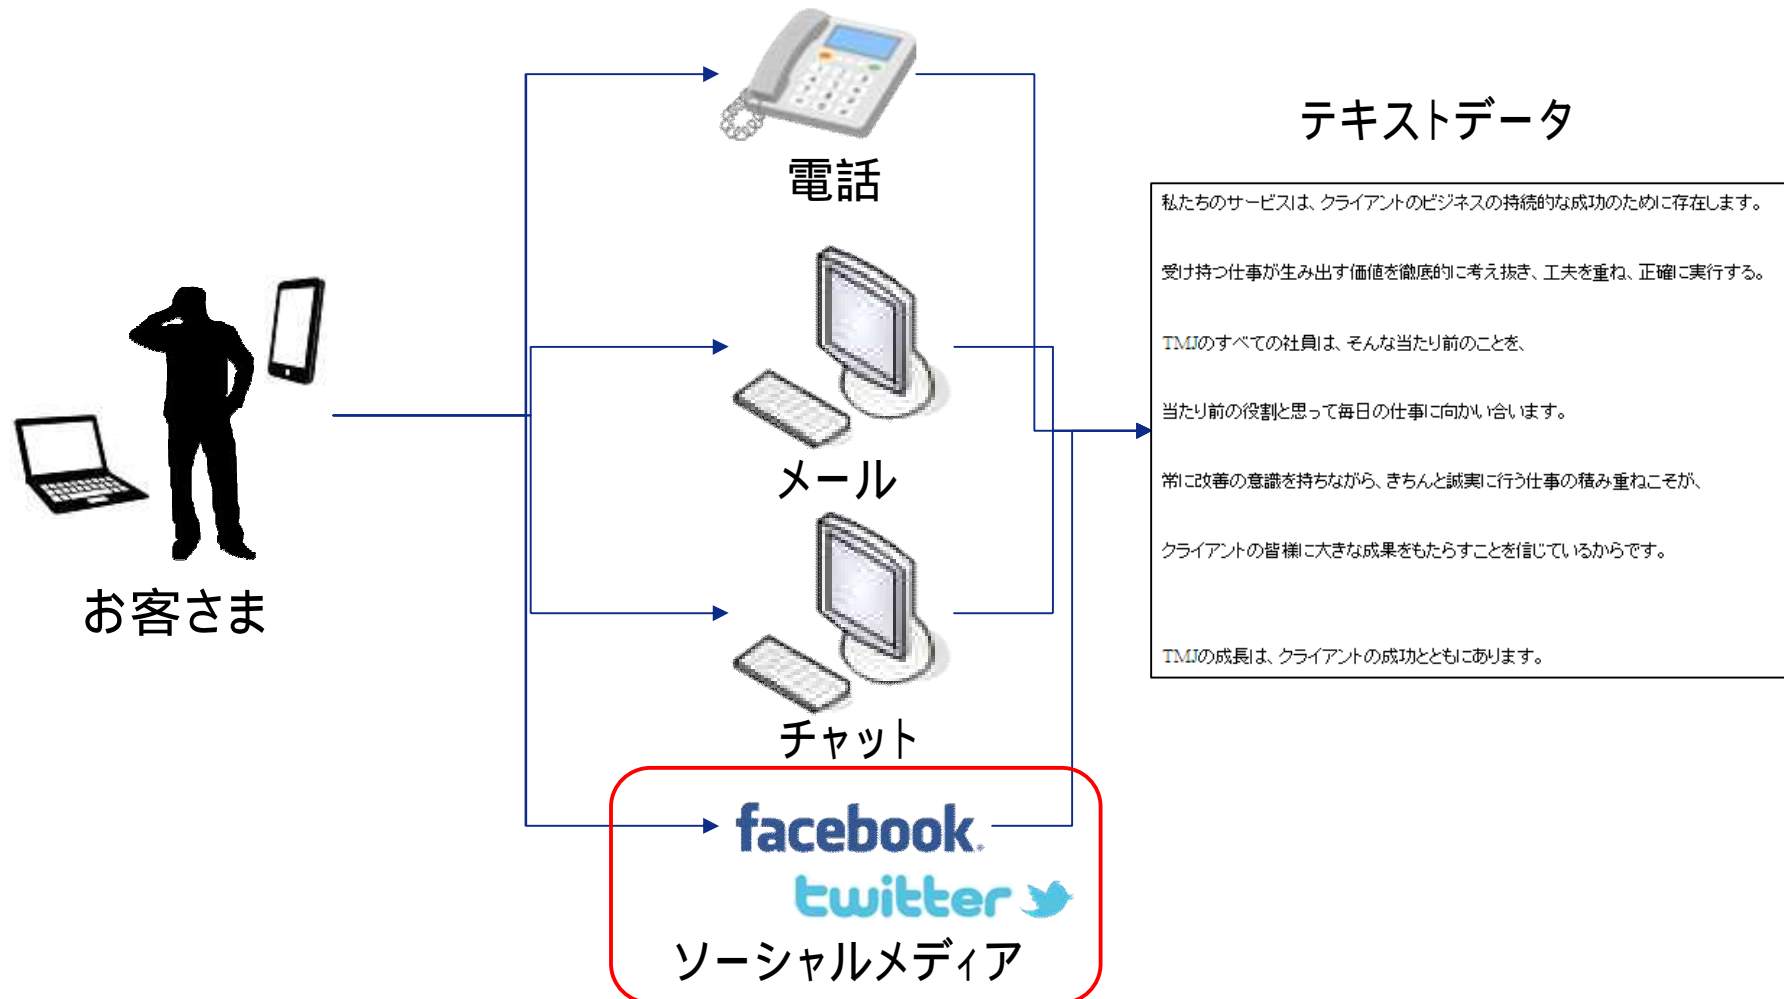 電話
メール
チャット
facebook.
twitter
ソーシャルメディア
お客さま
テキストデータ
私たちのサービスは、クライアントのビジネスの持続的な成功のために存在します。
受け持つ仕事が生み出す価値を徹底的に考え抜き、工夫を重ね、正確に実行する。
TMJのすべての社員は、そんな当たり前のことを、
当たり前の役割と思って毎日の仕事に向かい合います。
常に改善の意識を持ちながら、きちんと誠実に行う仕事の積み重ねこそが、
クライアントの皆様に大きな成果をもたらすことを信じているからです。
TMJの成長は、クライアントの成功とともにあります。